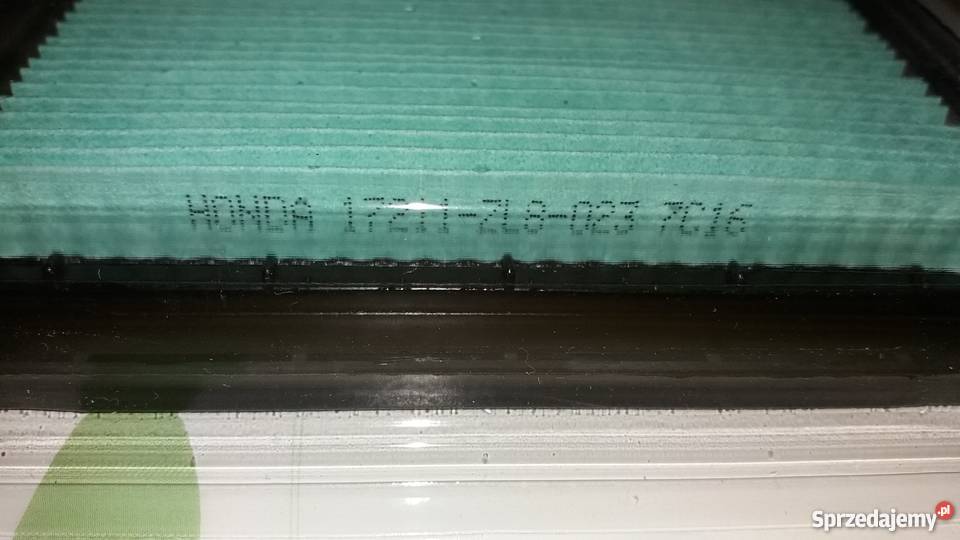 HONDA 17211-ZL8-023 7C16
Sprzedajemy.pl